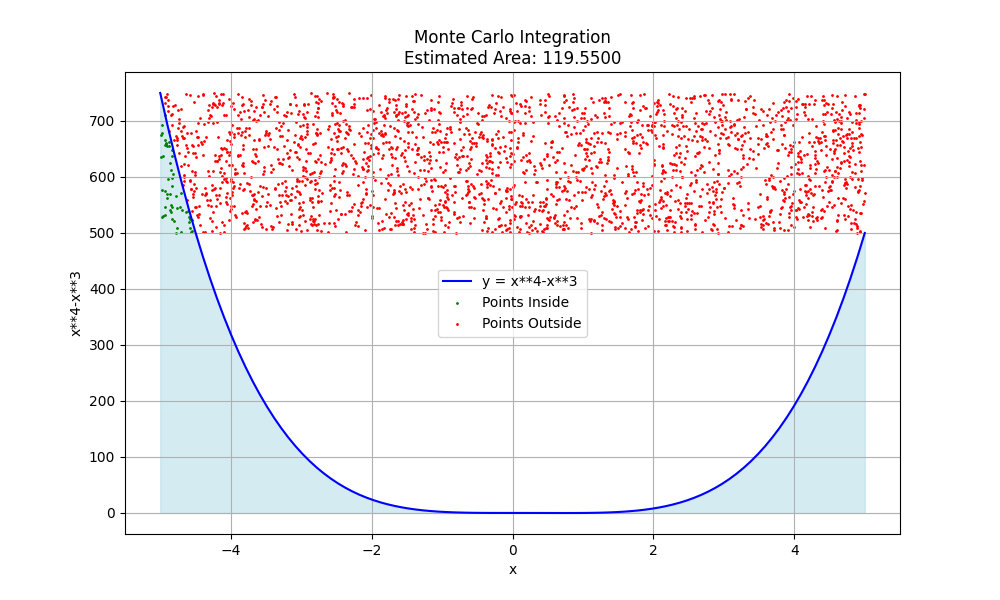 Monte Carlo Integration
Estimated Area: 119.5500
700
600
500
400
300
200
100
0
x**4-x**3
y = x**4-x**3
Points Inside
Points Outside
−4
−2
0
2
4
x